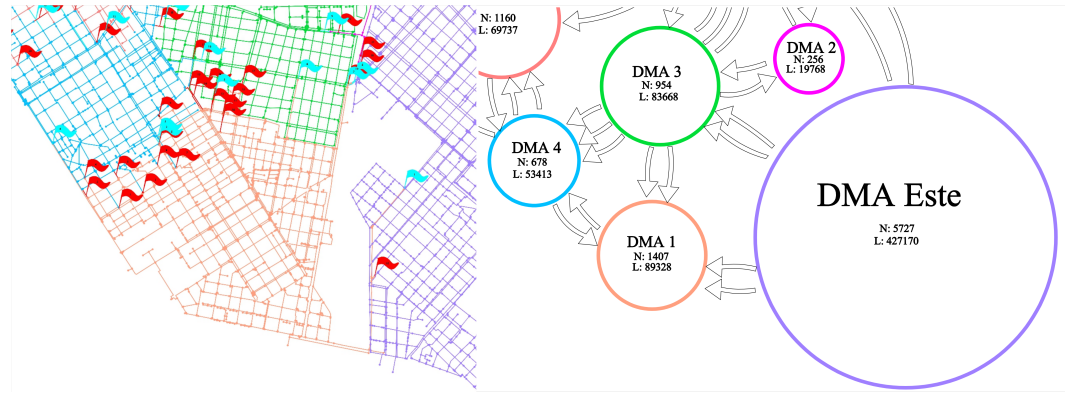 N: 1160
L: 69737
DMA 3
N: 954
L: 83668
DMA 2
N: 256
L: 19768
DMA 4
N: 678
L: 53413
DMA Este
N: 5727
L: 427170
DMA 1
N: 1407
L: 89328